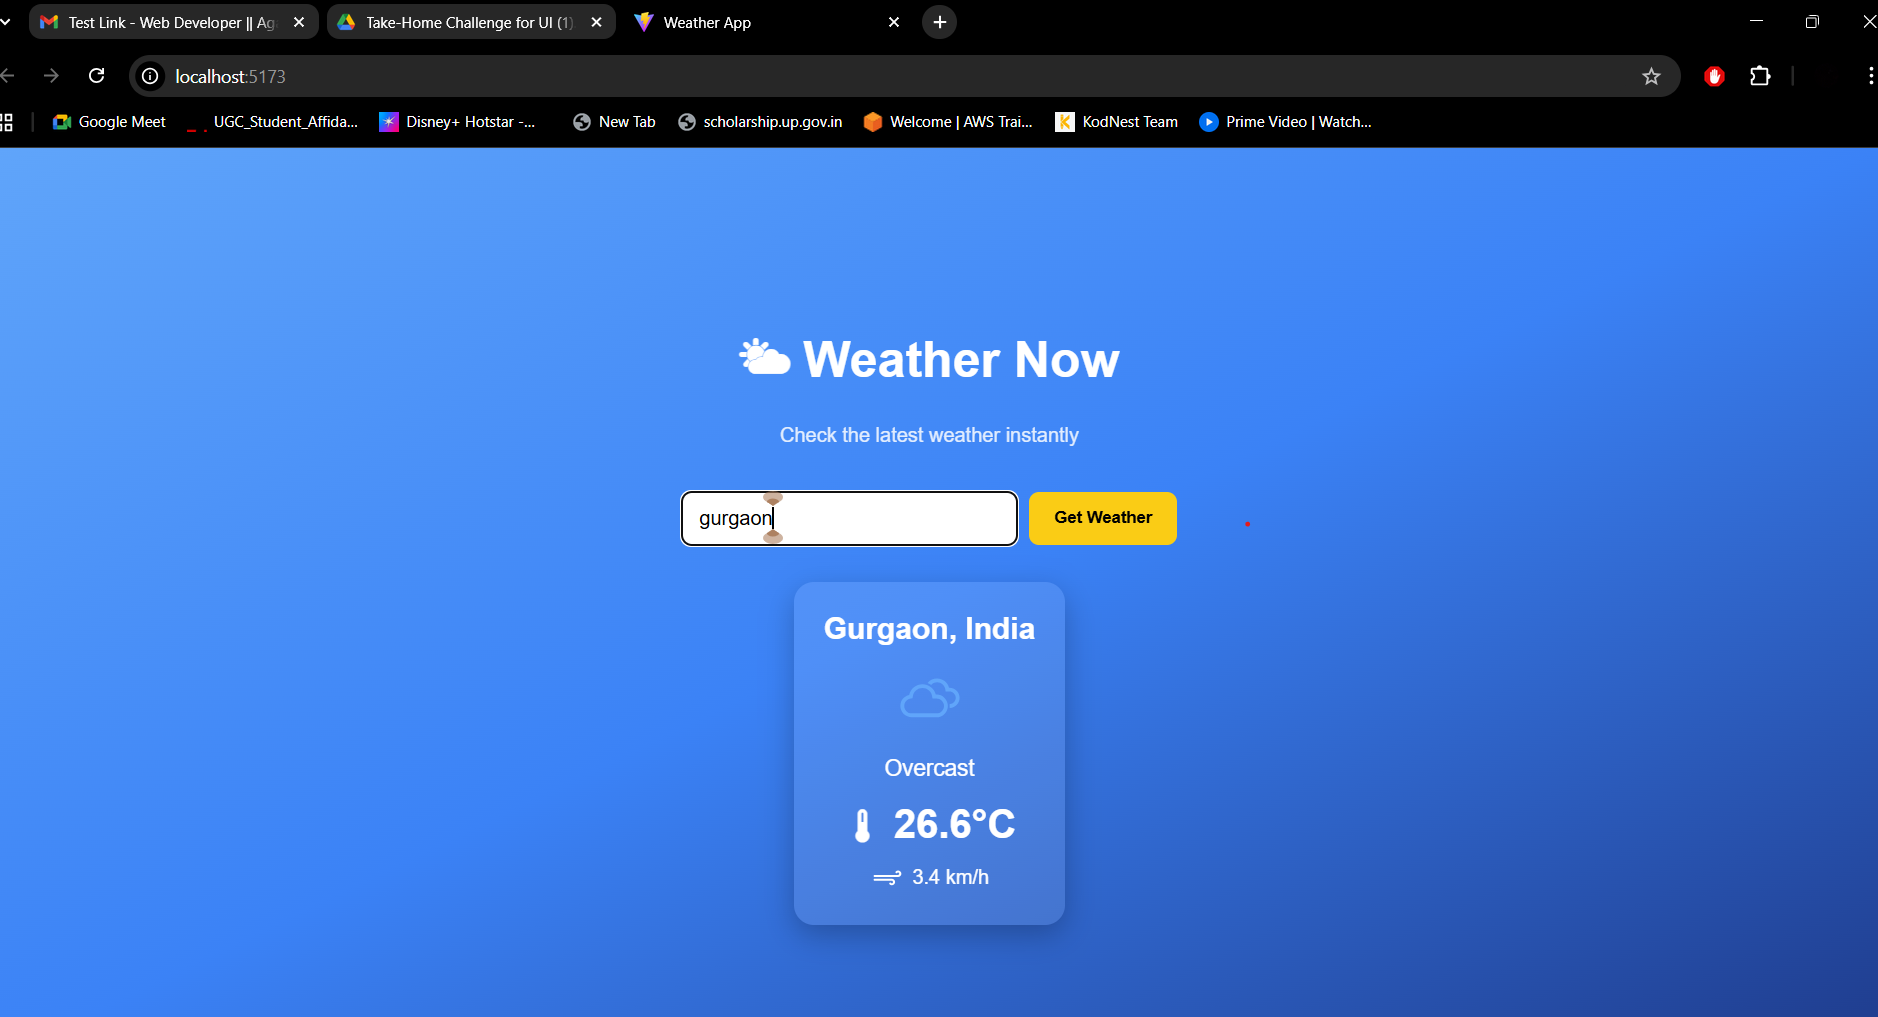 Test Link - Web Developer || Ag
Take-Home Challenge for UI (1)
Weather App
localhost:5173
Google Meet
UGC_Student_Affida...
Disney+ Hotstar -...
New Tab
scholarship.up.gov.in
Welcome | AWS Trai...
KodNest Team
Prime Video | Watch...
Weather Now
Check the latest weather instantly
gurgaon
Get Weather
Gurgaon, India
Overcast
26.6°C
3.4 km/h